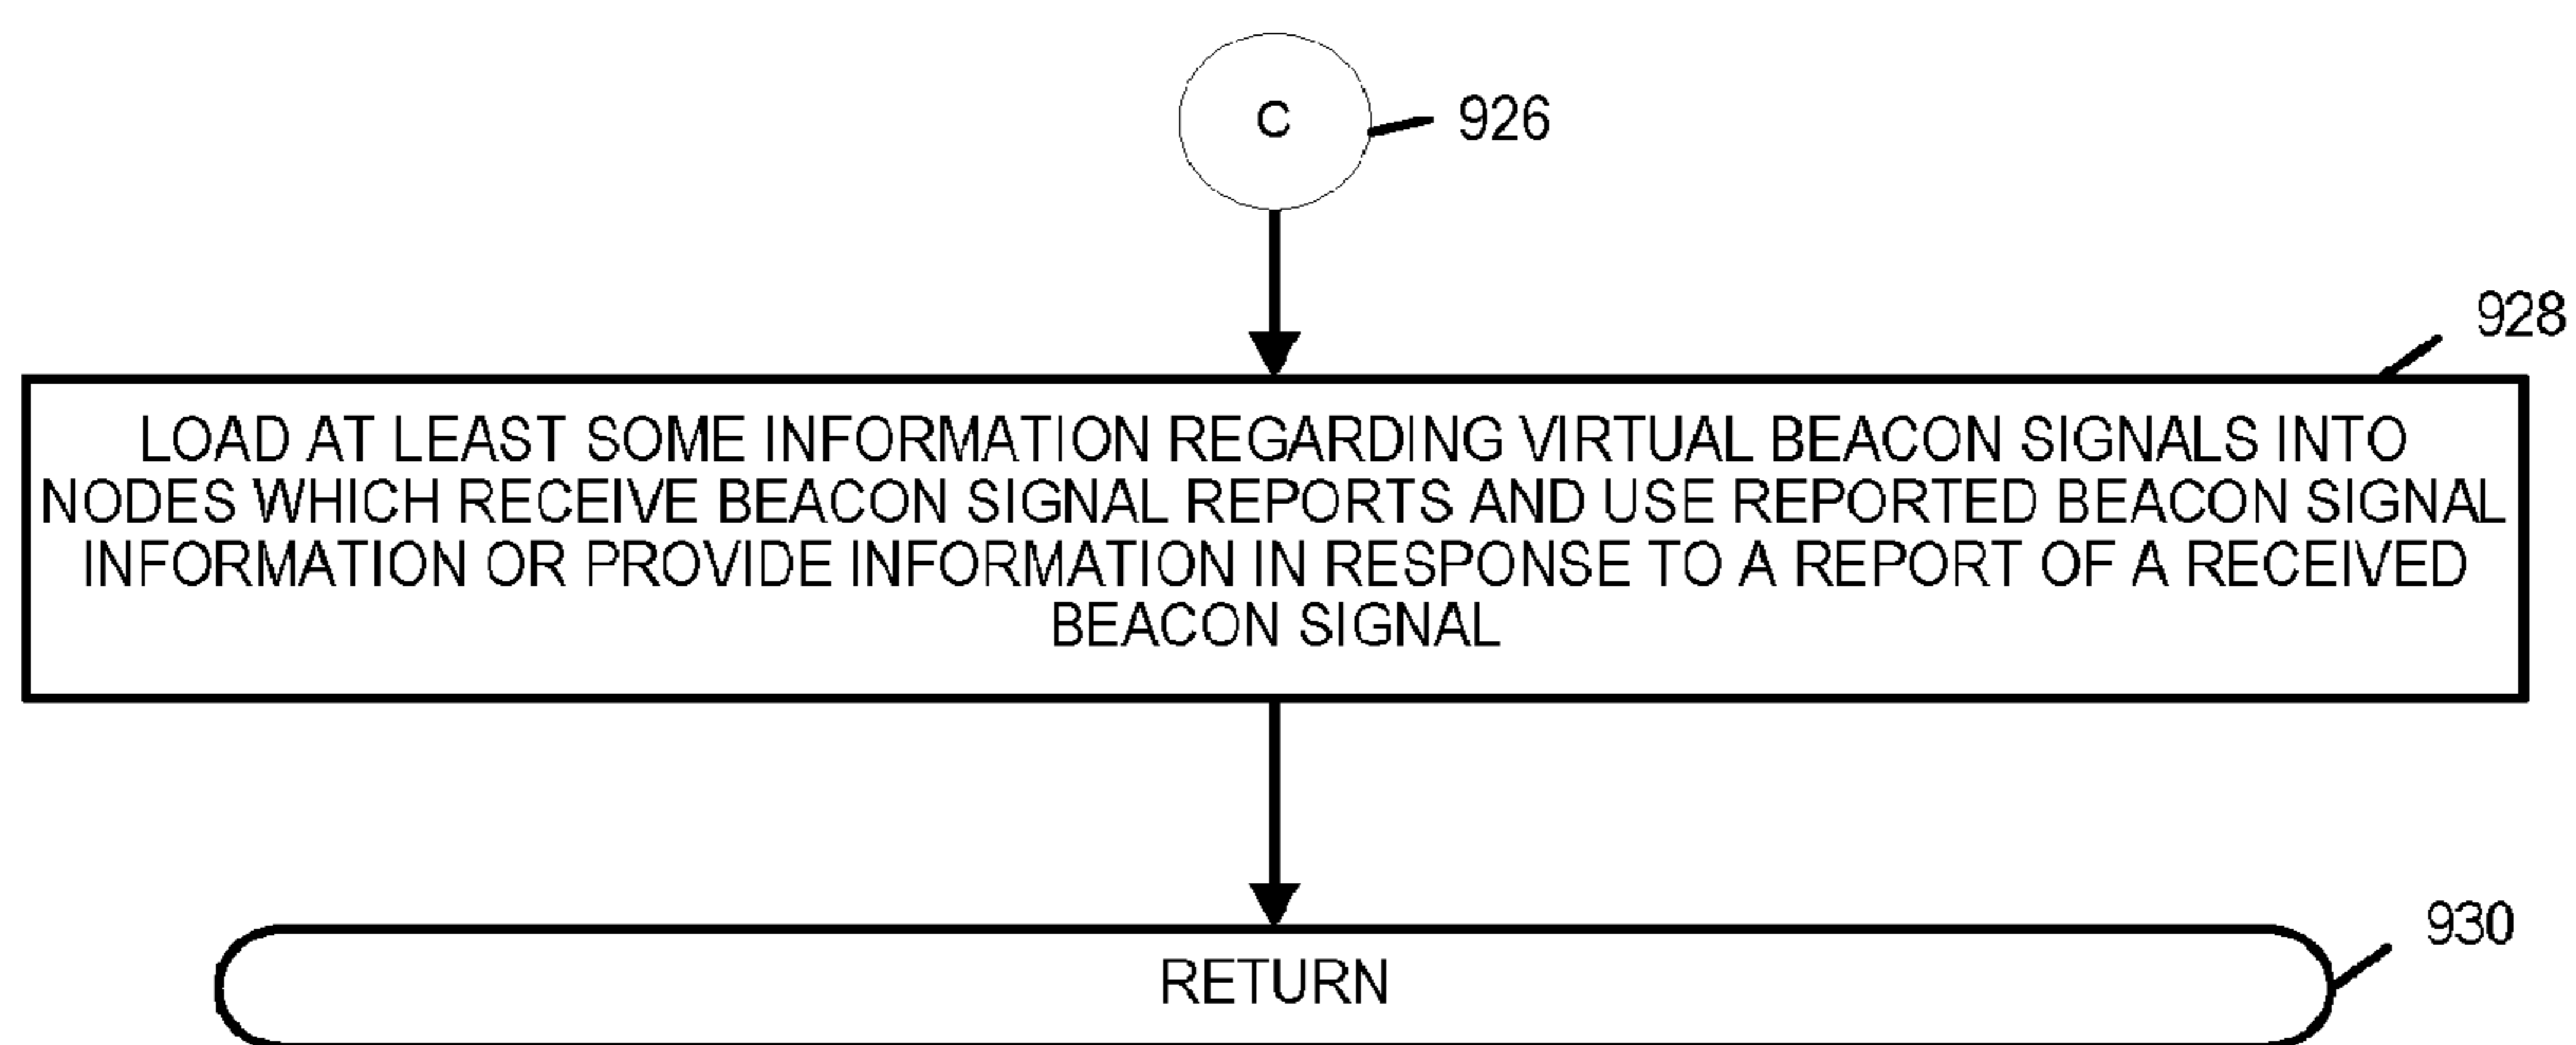 C
926
928
LOAD AT LEAST SOME INFORMATION REGARDING VIRTUAL BEACON SIGNALS INTO
NODES WHICH RECEIVE BEACON SIGNAL REPORTS AND USE REPORTED BEACON SIGNAL
INFORMATION OR PROVIDE INFORMATION IN RESPONSE TO A REPORT OF A RECEIVED
BEACON SIGNAL
930
RETURN